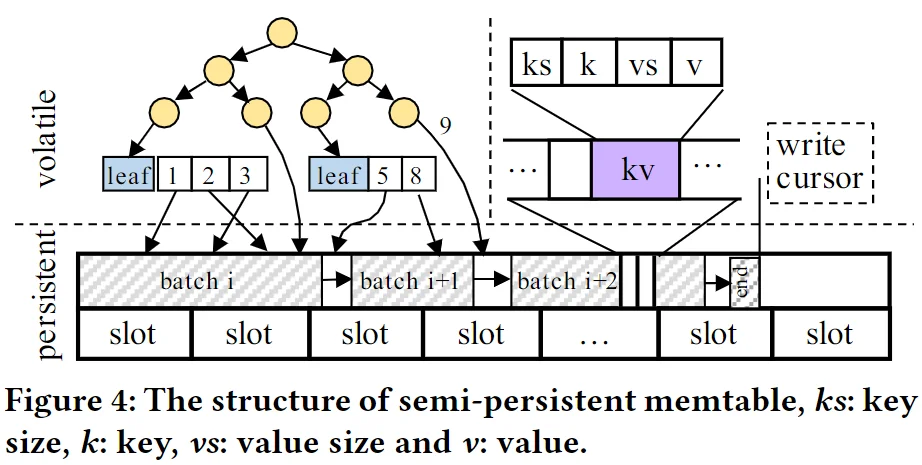 volatile
9
ks k vs v
leaf 1 2 3
leaf 5 8
... kv ...
write
cursor
persistent
batch i
batch i+1
batch i+2
end
slot slot slot slot ... slot slot
Figure 4: The structure of semi-persistent memtable, ks: key
size, k: key, vs: value size and v: value.